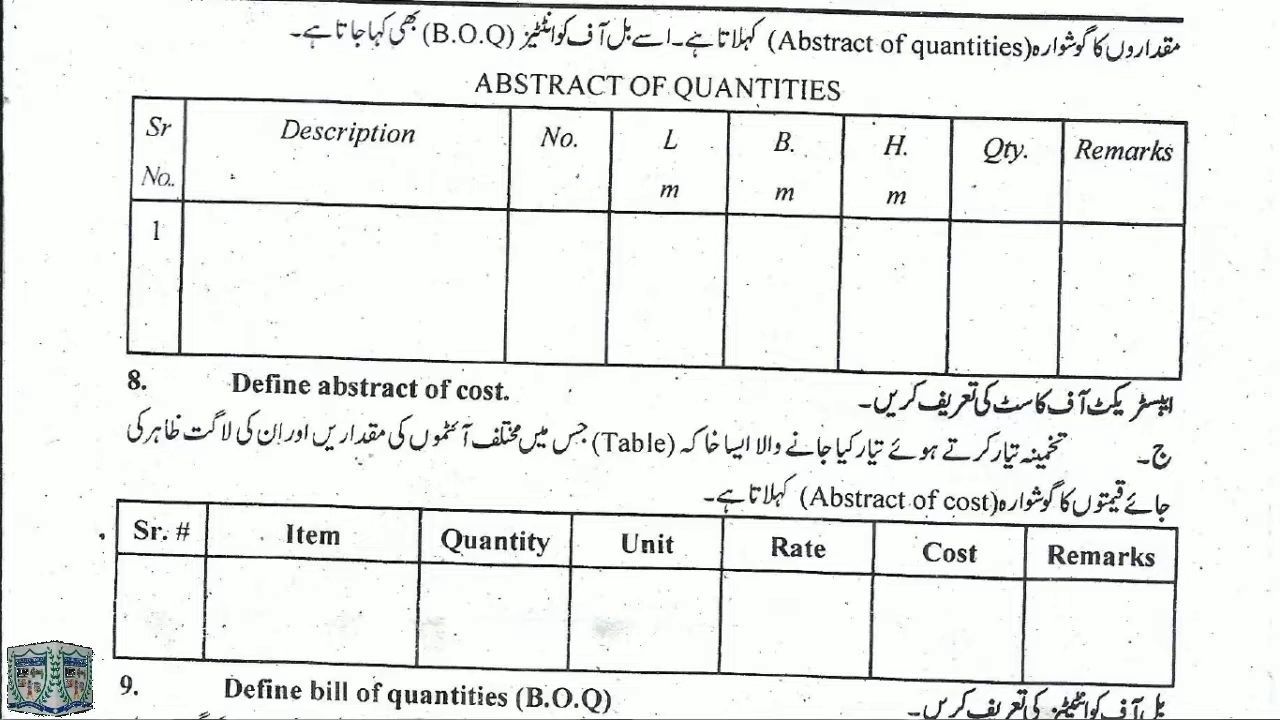 مقداروں کا گوشوارہ (Abstract of quantities) کہلاتا ہے۔ اسے بل آف کوانٹٹیز (B.O.Q) بھی کہا جاتا ہے۔
ABSTRACT OF QUANTITIES
Sr No. Description No. L m B. m H. m Qty. Remarks
1
8. Define abstract of cost. ایبسٹریکٹ آف کاسٹ کی تعریف کریں۔
ج۔ تخمینہ تیار کرتے ہوئے تیار کیا جانے والا ایسا خاکہ (Table) جس میں مختلف آئٹموں کی مقداریں اور اِن کی لاگت ظاہر کی
جائے قیمتوں کا گوشوارہ (Abstract of cost) کہلاتا ہے۔
Sr. # Item Quantity Unit Rate Cost Remarks
9. Define bill of quantities (B.O.Q) بل آف کوانٹیٹیز کی تعریف کریں۔